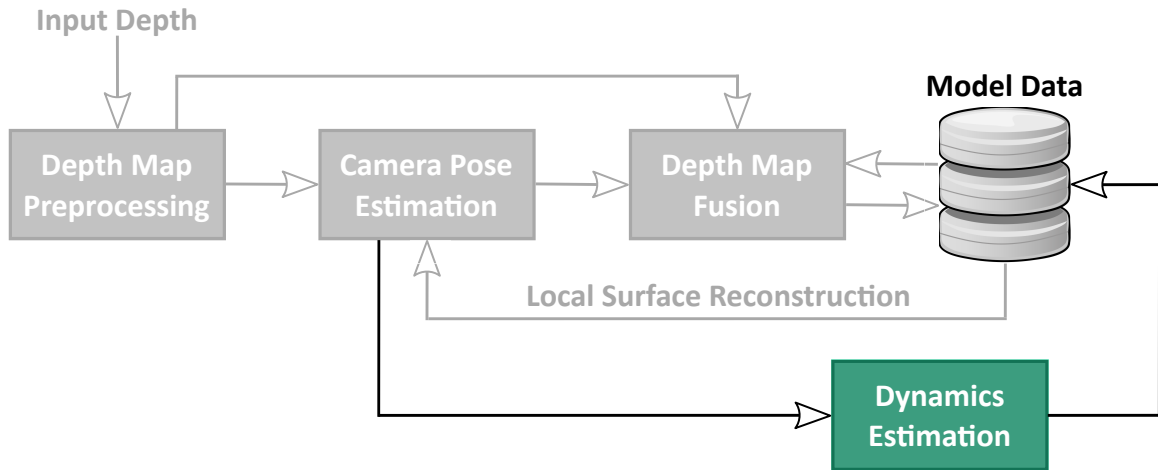 Input Depth
Model Data
Depth Map
Preprocessing
Camera Pose
Estimation
Depth Map
Fusion
Local Surface Reconstruction
Dynamics
Estimation